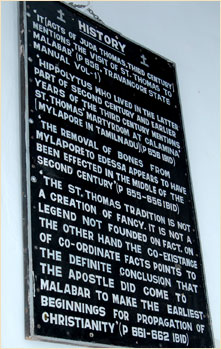 HISTORY
IT (ACTS OF JUDA THOMAS: THIRD CENTURY)
MENTIONS THE VISIT OF ST. THOMAS TO
MALABAR' (P 655 TRAVANCORE STATE
MANUAL VOL-1)
'HIPPOLYTUS WHO LIVED IN THE LATTER
PART OF SECOND CENTURY AND EARLIER
YEARS OF THE THIRD CENTURY MENTIONS
ST. THOMAS' MARTYRDOM AT CALAMINA'
[MYLAPORE IN TAMILNADU] (P 656 IBID)
'THE REMOVAL OF BONES FROM
MYLAPORE TO EDESSA APPEARS TO HAVE
BEEN EFFECTED IN THE MIDDLE OF THE
SECOND CENTURY' (P 655-656 IBID)
'THE ST. THOMAS TRADITION IS NOT
A CREATION OF FANCY. IT IS NOT A
LEGEND NOT FOUNDED ON FACT. ON
THE OTHER HAND THE CO-EXISTANCE
OF CO-ORDINATE FACTS POINTS TO
THE DEFINITE CONCLUSION THAT
THE APOSTLE DID COME TO
MALABAR TO MAKE THE EARLIEST
BEGINNINGS FOR PROPAGATION OF
CHRISTIANITY' (P 661-662 IBID)